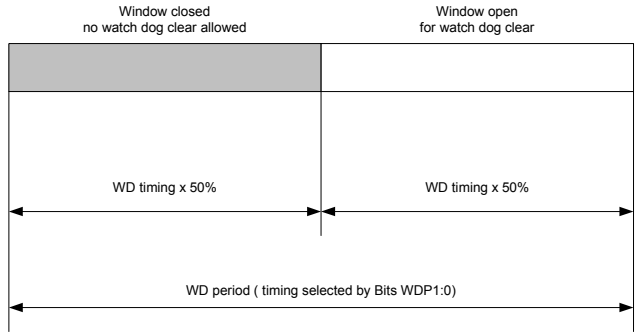 Window closed
no watch dog clear allowed
Window open
for watch dog clear
WD timing x 50%
WD timing x 50%
WD period ( timing selected by Bits WDP1:0)